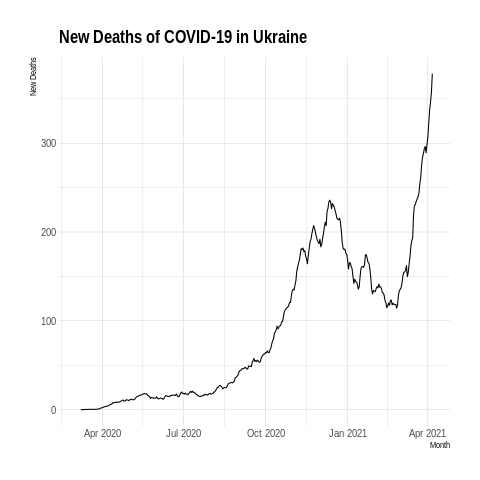 New Deaths of COVID-19 in Ukraine
New Deaths
300
200
100
0
Apr 2020 Jul 2020 Oct 2020 Jan 2021 Apr 2021
Month